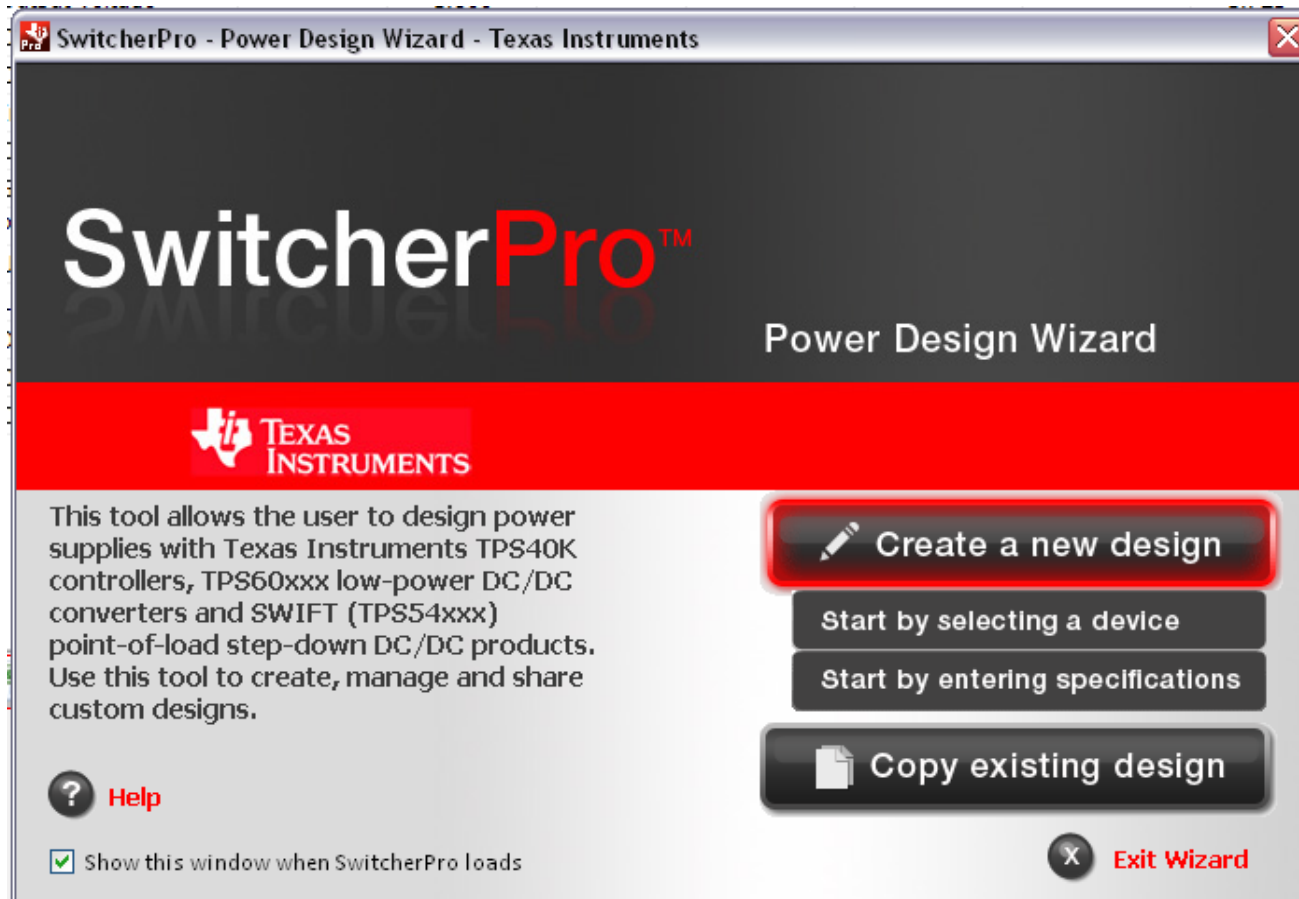 SwitcherPro - Power Design Wizard - Texas Instruments
SwitcherPro™
Power Design Wizard
TEXAS
INSTRUMENTS
This tool allows the user to design power
supplies with Texas Instruments TPS40K
controllers, TPS60xxx low-power DC/DC
converters and SWIFT (TPS54xxx)
point-of-load step-down DC/DC products.
Use this tool to create, manage and share
custom designs.
Create a new design
Start by selecting a device
Start by entering specifications
Copy existing design
? Help
Show this window when SwitcherPro loads
X Exit Wizard